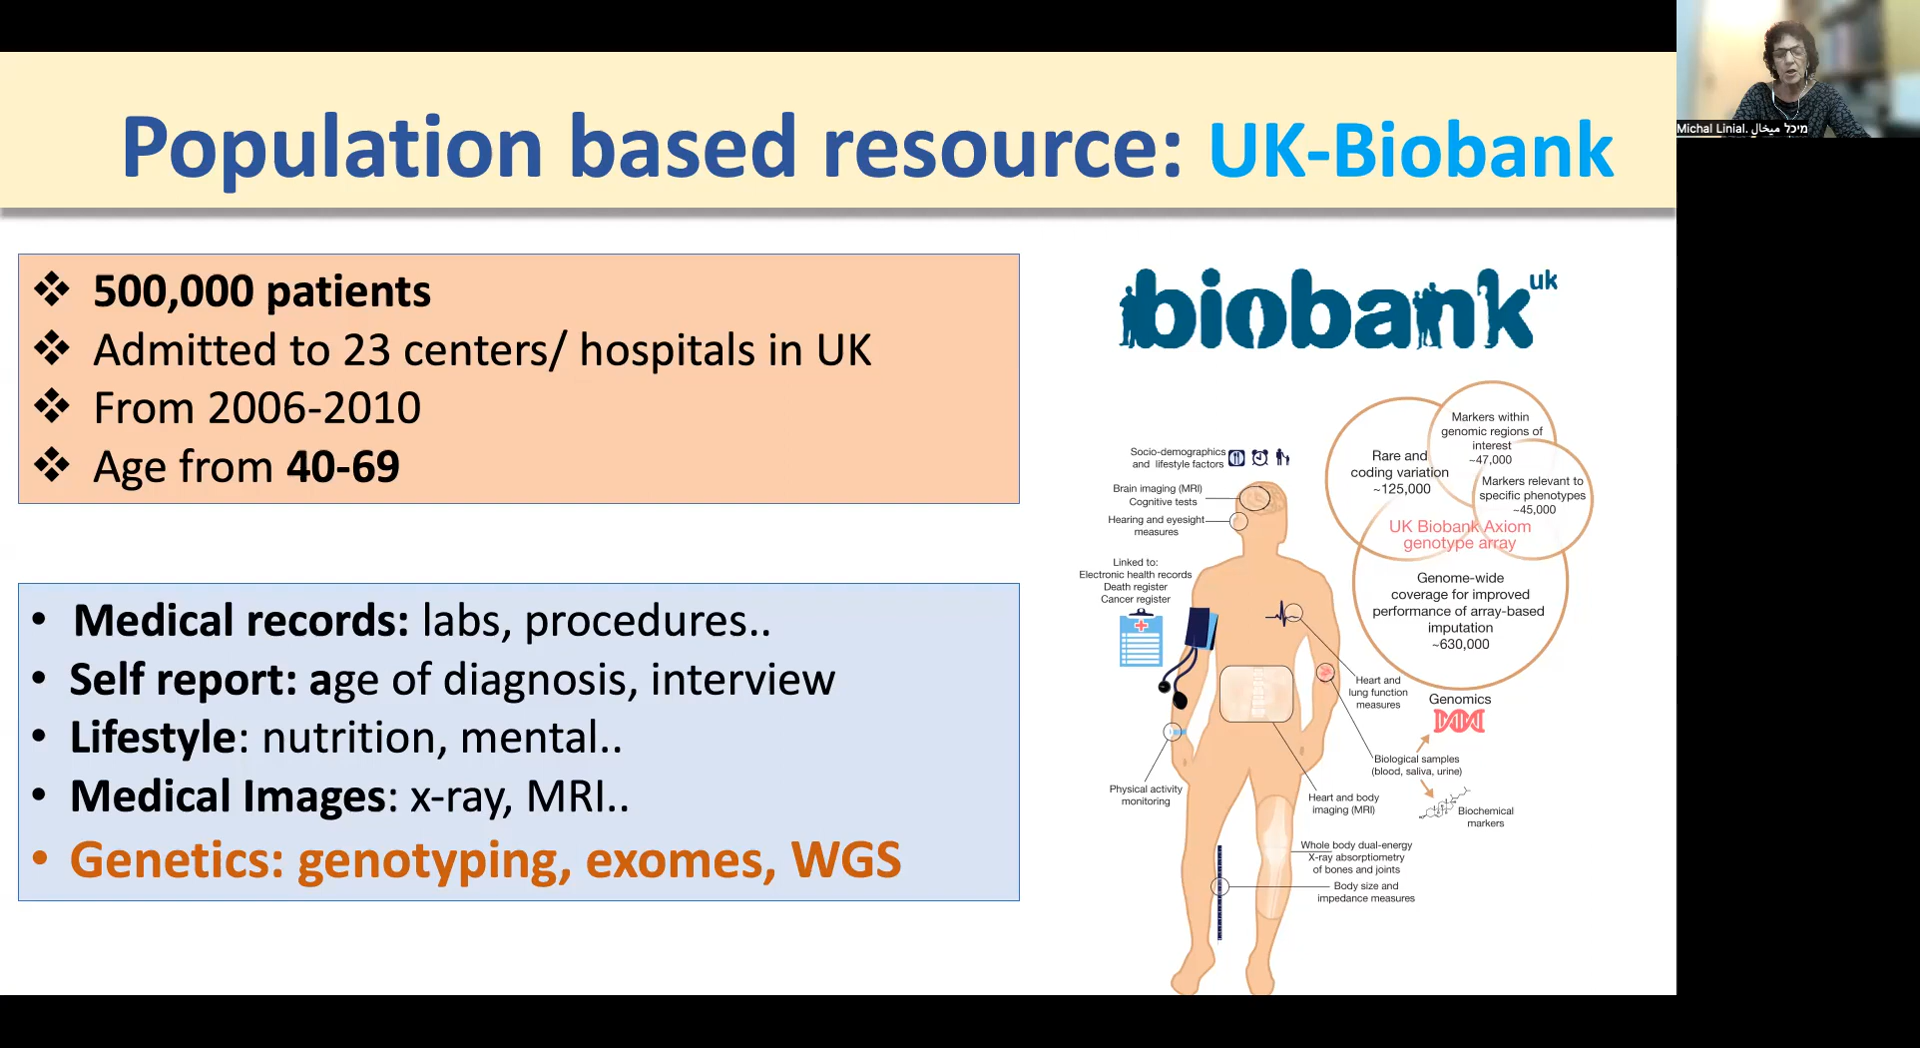 Population based resource: UK-Biobank
Michal Linial. מיכל ميخال
❖ 500,000 patients
❖ Admitted to 23 centers/ hospitals in UK
❖ From 2006-2010
❖ Age from 40-69
• Medical records: labs, procedures..
• Self report: age of diagnosis, interview
• Lifestyle: nutrition, mental..
• Medical Images: x-ray, MRI..
• Genetics: genotyping, exomes, WGS
biobank uk
Socio-demographics
and lifestyle factors
Brain imaging (MRI)
Cognitive tests
Hearing and eyesight
measures
Linked to:
Electronic health records
Death register
Cancer register
Physical activity
monitoring
Rare and
coding variation
~125,000
Markers within
genomic regions of
interest
~47,000
Markers relevant to
specific phenotypes
~45,000
UK Biobank Axiom
genotype array
Genome-wide
coverage for improved
performance of array-based
imputation
~630,000
Heart and
lung function
measures
Genomics
Biological samples
(blood, saliva, urine)
Biochemical
markers
Heart and body
imaging (MRI)
Whole body dual-energy
X-ray absorptiometry
of bones and joints
Body size and
impedance measures